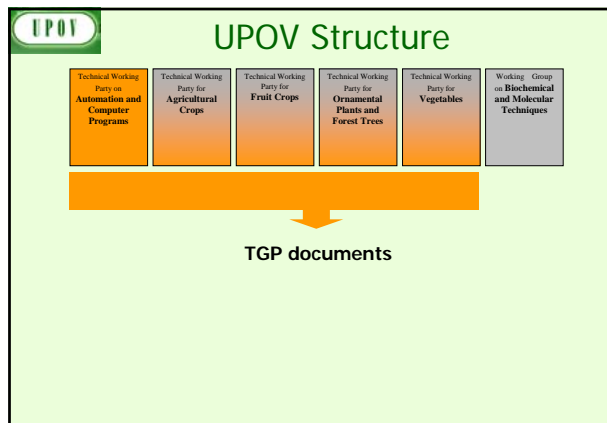 UPOV
UPOV Structure
Technical Working
Party on
Automation and
Computer
Programs
Technical Working
Party for
Agricultural
Crops
Technical Working
Party for
Fruit Crops
Technical Working
Party for
Ornamental
Plants and
Forest Trees
Technical Working
Party for
Vegetables
Working Group
on Biochemical
and Molecular
Techniques
TGP documents